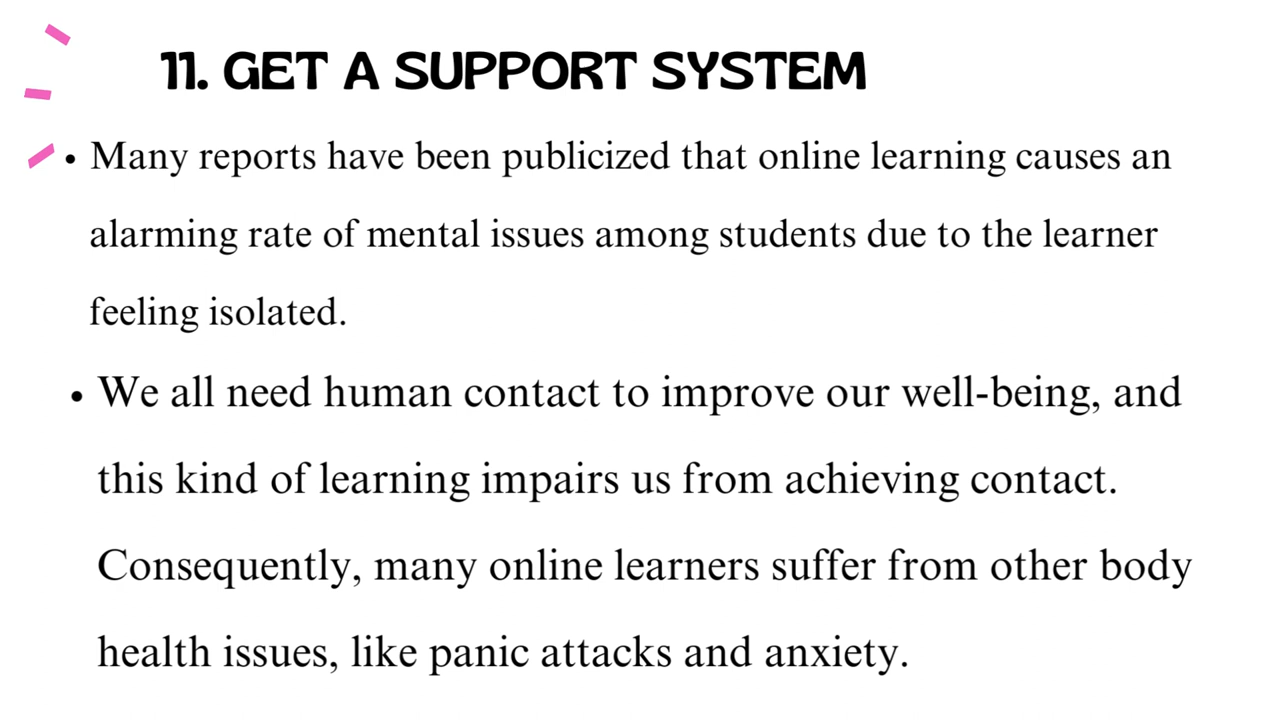 11. GET A SUPPORT SYSTEM
• Many reports have been publicized that online learning causes an
alarming rate of mental issues among students due to the learner
feeling isolated.
• We all need human contact to improve our well-being, and
this kind of learning impairs us from achieving contact.
Consequently, many online learners suffer from other body
health issues, like panic attacks and anxiety.